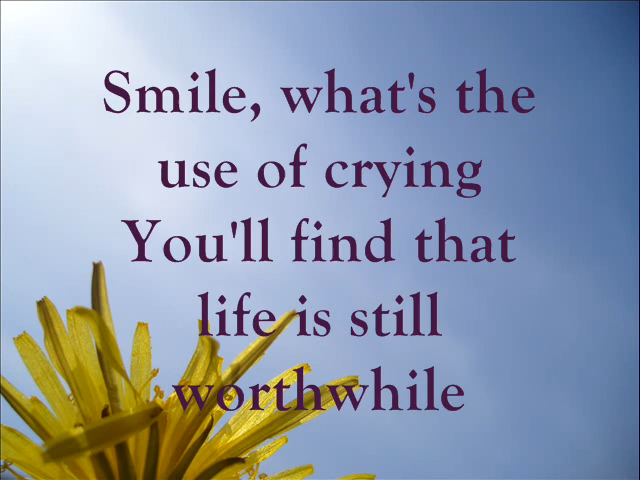 Smile, what's the
use of crying
You'll find that
life is still
worthwhile